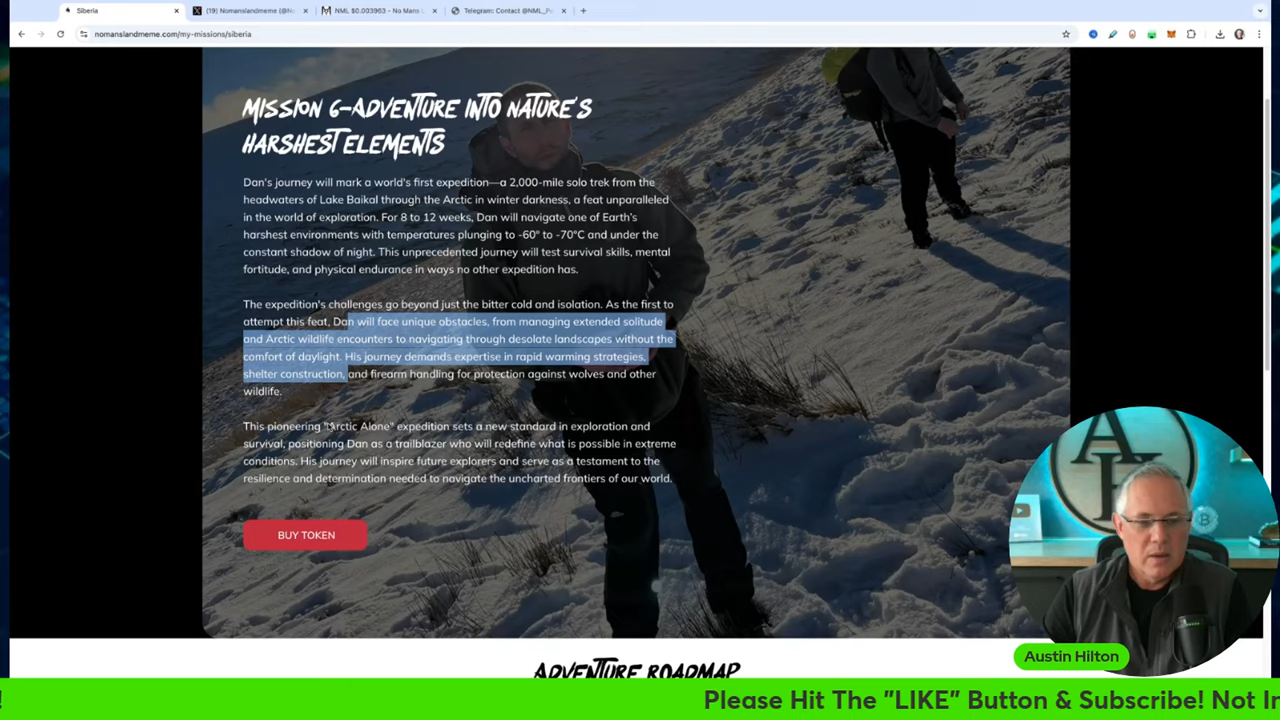 Siberia
(19) Nomanslandmeme (@No
NML $0.003963 - No Mans L
Telegram: Contact @NML_Po
nomanslandmeme.com/my-missions/siberia
MISSION 6-ADVENTURE INTO NATURE'S
HARSHEST ELEMENTS
Dan's journey will mark a world's first expedition—a 2,000-mile solo trek from the
headwaters of Lake Baikal through the Arctic in winter darkness, a feat unparalleled
in the world of exploration. For 8 to 12 weeks, Dan will navigate one of Earth's
harshest environments with temperatures plunging to -60° to -70°C and under the
constant shadow of night. This unprecedented journey will test survival skills, mental
fortitude, and physical endurance in ways no other expedition has.
The expedition's challenges go beyond just the bitter cold and isolation. As the first to
attempt this feat, Dan will face unique obstacles, from managing extended solitude
and Arctic wildlife encounters to navigating through desolate landscapes without the
comfort of daylight. His journey demands expertise in rapid warming strategies,
shelter construction, and firearm handling for protection against wolves and other
wildlife.
This pioneering "Arctic Alone" expedition sets a new standard in exploration and
survival, positioning Dan as a trailblazer who will redefine what is possible in extreme
conditions. His journey will inspire future explorers and serve as a testament to the
resilience and determination needed to navigate the uncharted frontiers of our world.
BUY TOKEN
ADVENTURE ROADMAP
Austin Hilton
! Please Hit The "LIKE" Button & Subscribe! Not In